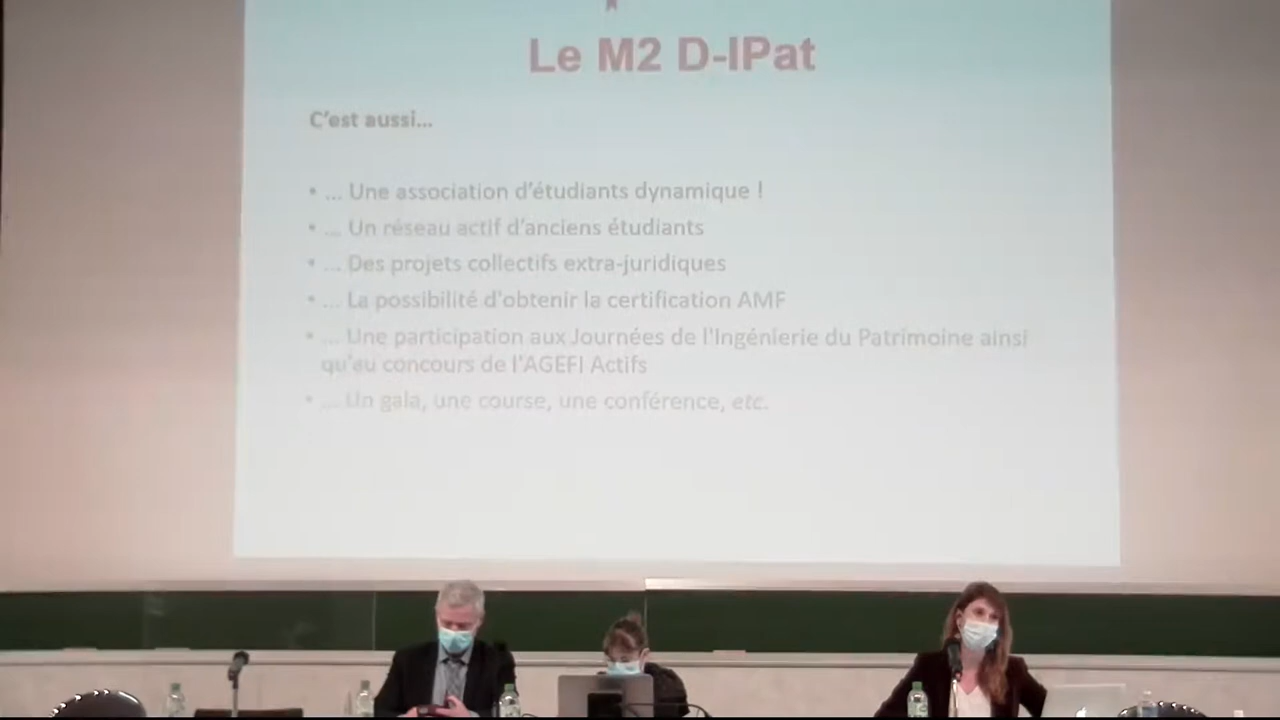 Le M2 D-IPat
C'est aussi...
• ... Une association d'étudiants dynamique !
• ... Un réseau actif d'anciens étudiants
• ... Des projets collectifs extra-juridiques
• ... La possibilité d'obtenir la certification AMF
• ... Une participation aux Journées de l'Ingénierie du Patrimoine ainsi
qu'au concours de l'AGEFI Actifs
• ... Un gala, une course, une conférence, etc.